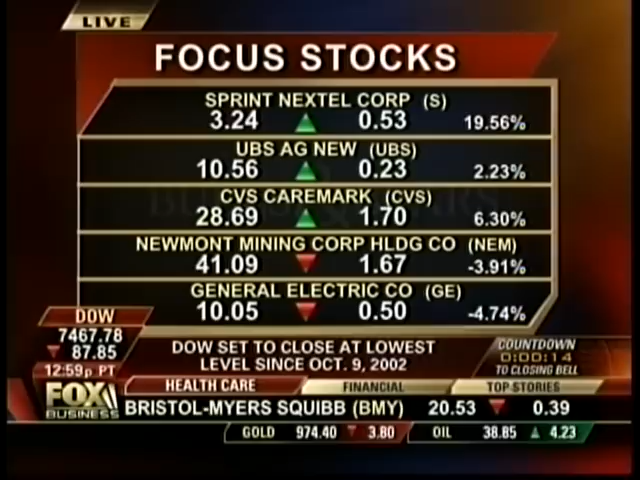 LIVE
FOCUS STOCKS
SPRINT NEXTEL CORP (S)
3.24 0.53 19.56%
UBS AG NEW (UBS)
10.56 0.23 2.23%
CVS CAREMARK (CVS)
28.69 1.70 6.30%
NEWMONT MINING CORP HLDG CO (NEM)
41.09 1.67 -3.91%
GENERAL ELECTRIC CO (GE)
10.05 0.50 -4.74%
DOW
7467.78
87.85
12:59p PT
DOW SET TO CLOSE AT LOWEST
LEVEL SINCE OCT. 9, 2002
COUNTDOWN
0:00:14
TO CLOSING BELL
FOX
BUSINESS
HEALTH CARE FINANCIAL TOP STORIES
BRISTOL-MYERS SQUIBB (BMY) 20.53 0.39
GOLD 974.40 3.80 OIL 38.85 4.23